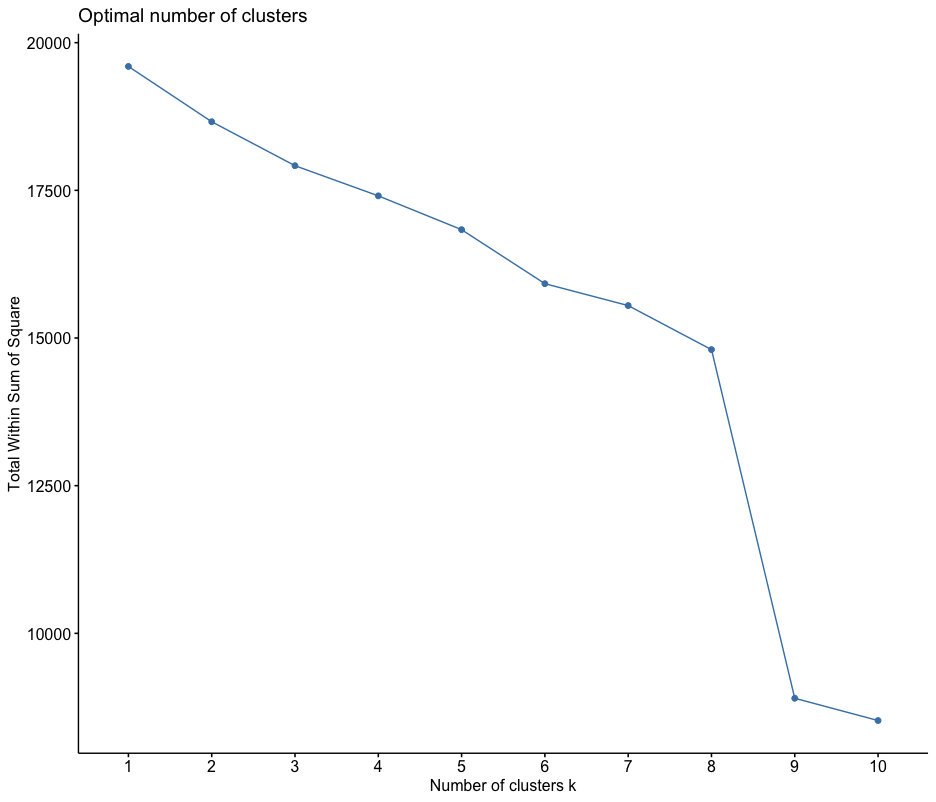 Optimal number of clusters
Total Within Sum of Square
20000
17500
15000
12500
10000
1 2 3 4 5 6 7 8 9 10
Number of clusters k